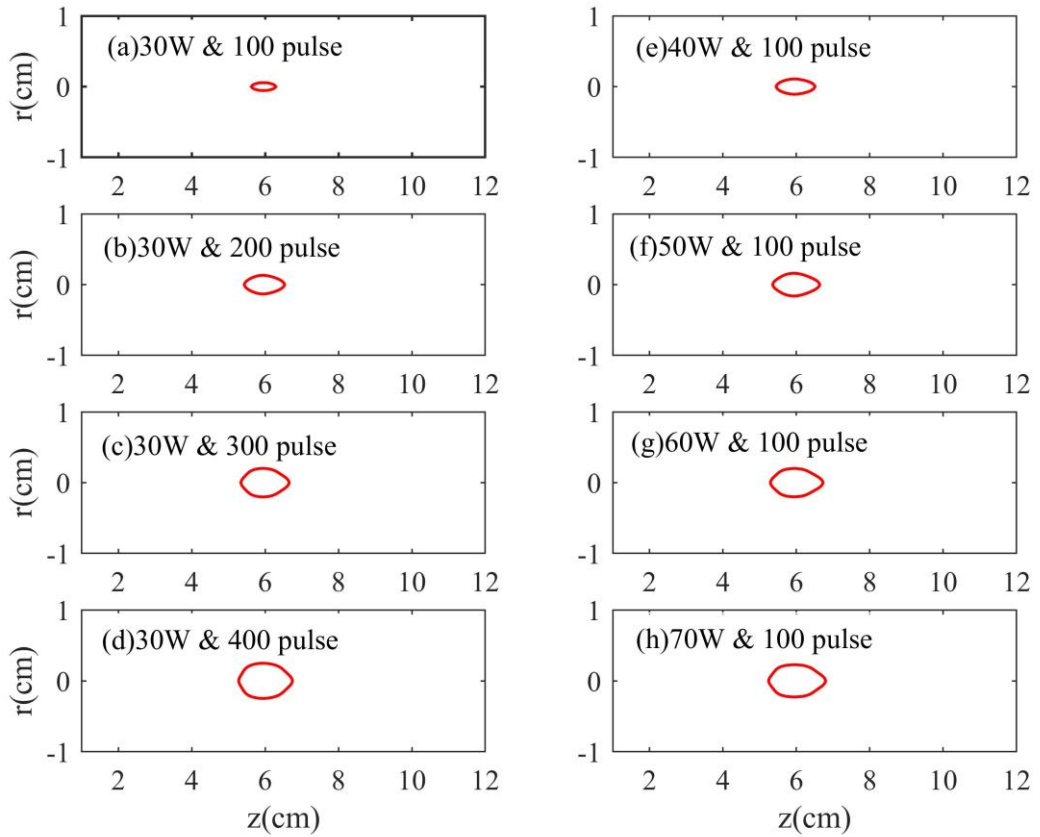 (a)30W & 100 pulse
r(cm)
1
0
-1
2 4 6 8 10 12
(b)30W & 200 pulse
r(cm)
1
0
-1
2 4 6 8 10 12
(c)30W & 300 pulse
r(cm)
1
0
-1
2 4 6 8 10 12
(d)30W & 400 pulse
r(cm)
1
0
-1
2 4 6 8 10 12
z(cm)
(e)40W & 100 pulse
1
0
-1
2 4 6 8 10 12
(f)50W & 100 pulse
1
0
-1
2 4 6 8 10 12
(g)60W & 100 pulse
1
0
-1
2 4 6 8 10 12
(h)70W & 100 pulse
1
0
-1
2 4 6 8 10 12
z(cm)